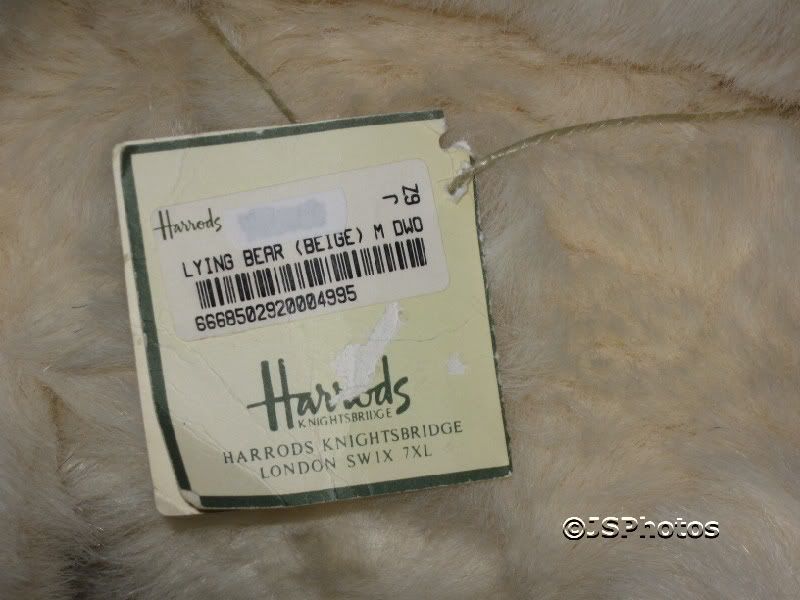 Harrods
Z9
LYING BEAR (BEIGE) M DWO
6668502920004995
Harrods
KNIGHTSBRIDGE
HARRODS KNIGHTSBRIDGE
LONDON SW1X 7XL
©JSPhotos